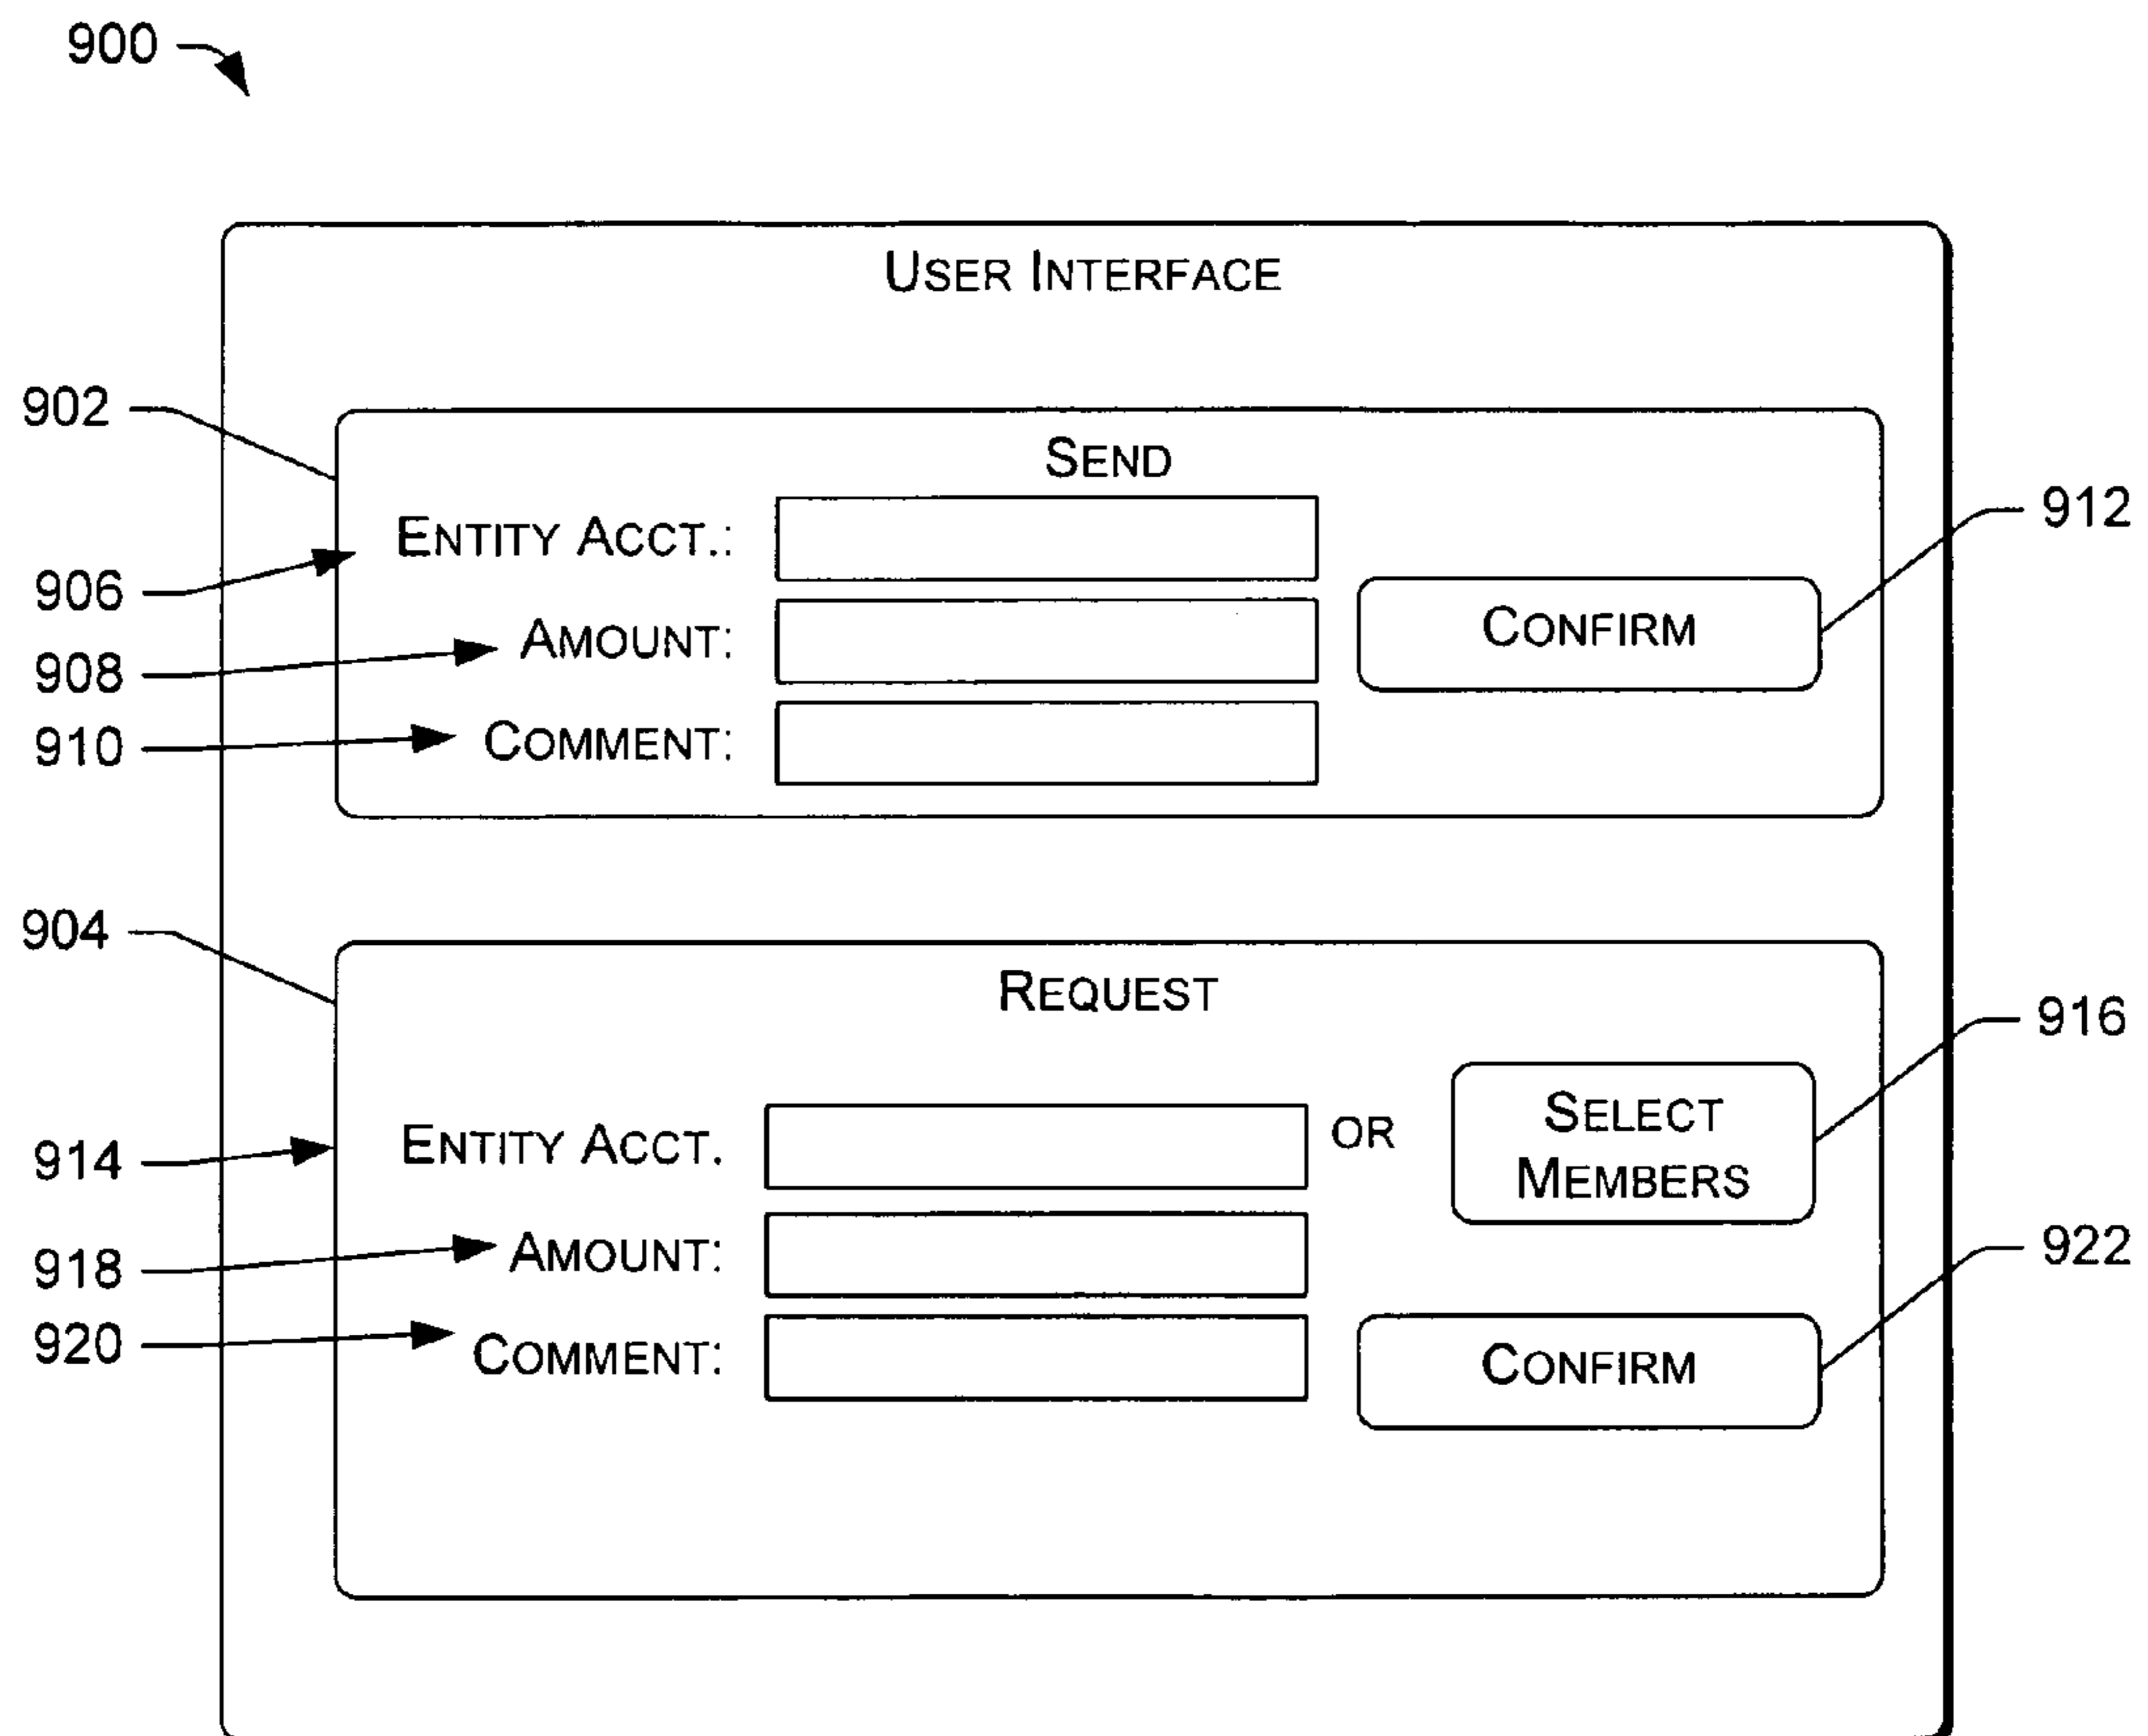 900
USER INTERFACE
902
SEND
ENTITY ACCT.:
912
906
CONFIRM
AMOUNT:
908
910
COMMENT:
904
REQUEST
916
SELECT
MEMBERS
ENTITY ACCT.
OR
914
918
AMOUNT:
922
920
COMMENT:
CONFIRM